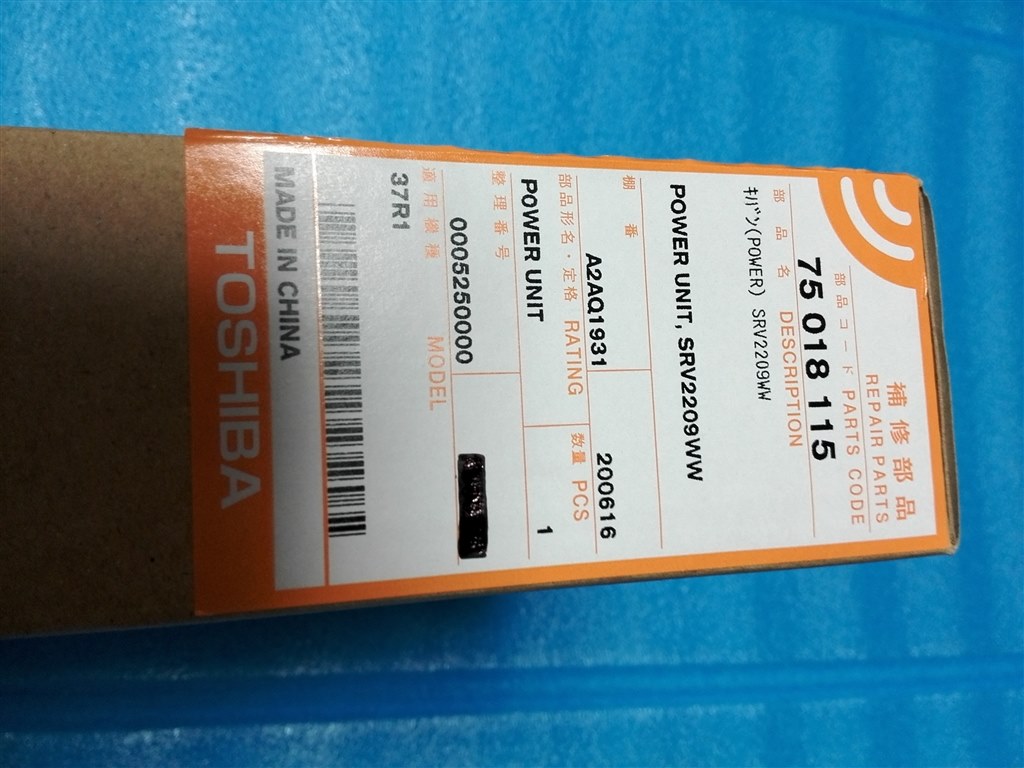 補修部品
REPAIR PARTS
部品コード PARTS CODE
75 018 115
部品名 DESCRIPTION
ｷﾊﾞﾝ(POWER) SRV2209WW
POWER UNIT, SRV2209WW
棚番
A2AQ1931 200616
部品形名・定格 RATING 数量 PCS
POWER UNIT 1
整理番号
0005250000
適用機種 MODEL
37R1
MADE IN CHINA
TOSHIBA